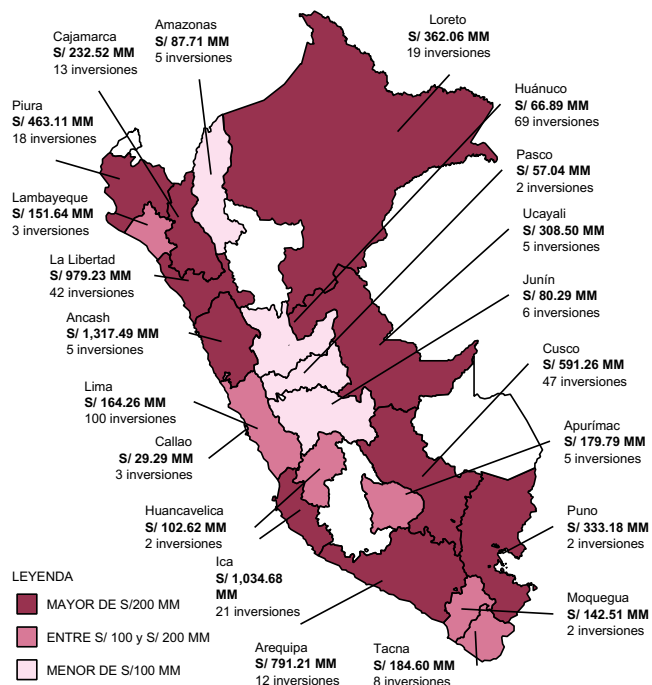 Cajamarca
S/ 232.52 MM
13 inversiones
Amazonas
S/ 87.71 MM
5 inversiones
Loreto
S/ 362.06 MM
19 inversiones
Huánuco
S/ 66.89 MM
69 inversiones
Piura
S/ 463.11 MM
18 inversiones
Pasco
S/ 57.04 MM
2 inversiones
Lambayeque
S/ 151.64 MM
3 inversiones
Ucayali
S/ 308.50 MM
5 inversiones
La Libertad
S/ 979.23 MM
42 inversiones
Junín
S/ 80.29 MM
6 inversiones
Ancash
S/ 1,317.49 MM
5 inversiones
Cusco
S/ 591.26 MM
47 inversiones
Lima
S/ 164.26 MM
100 inversiones
Apurímac
S/ 179.79 MM
5 inversiones
Callao
S/ 29.29 MM
3 inversiones
Huancavelica
S/ 102.62 MM
2 inversiones
Puno
S/ 333.18 MM
2 inversiones
Ica
S/ 1,034.68
MM
21 inversiones
Moquegua
S/ 142.51 MM
2 inversiones
Arequipa
S/ 791.21 MM
12 inversiones
Tacna
S/ 184.60 MM
8 inversiones
LEYENDA
MAYOR DE S/200 MM
ENTRE S/ 100 y S/ 200 MM
MENOR DE S/100 MM